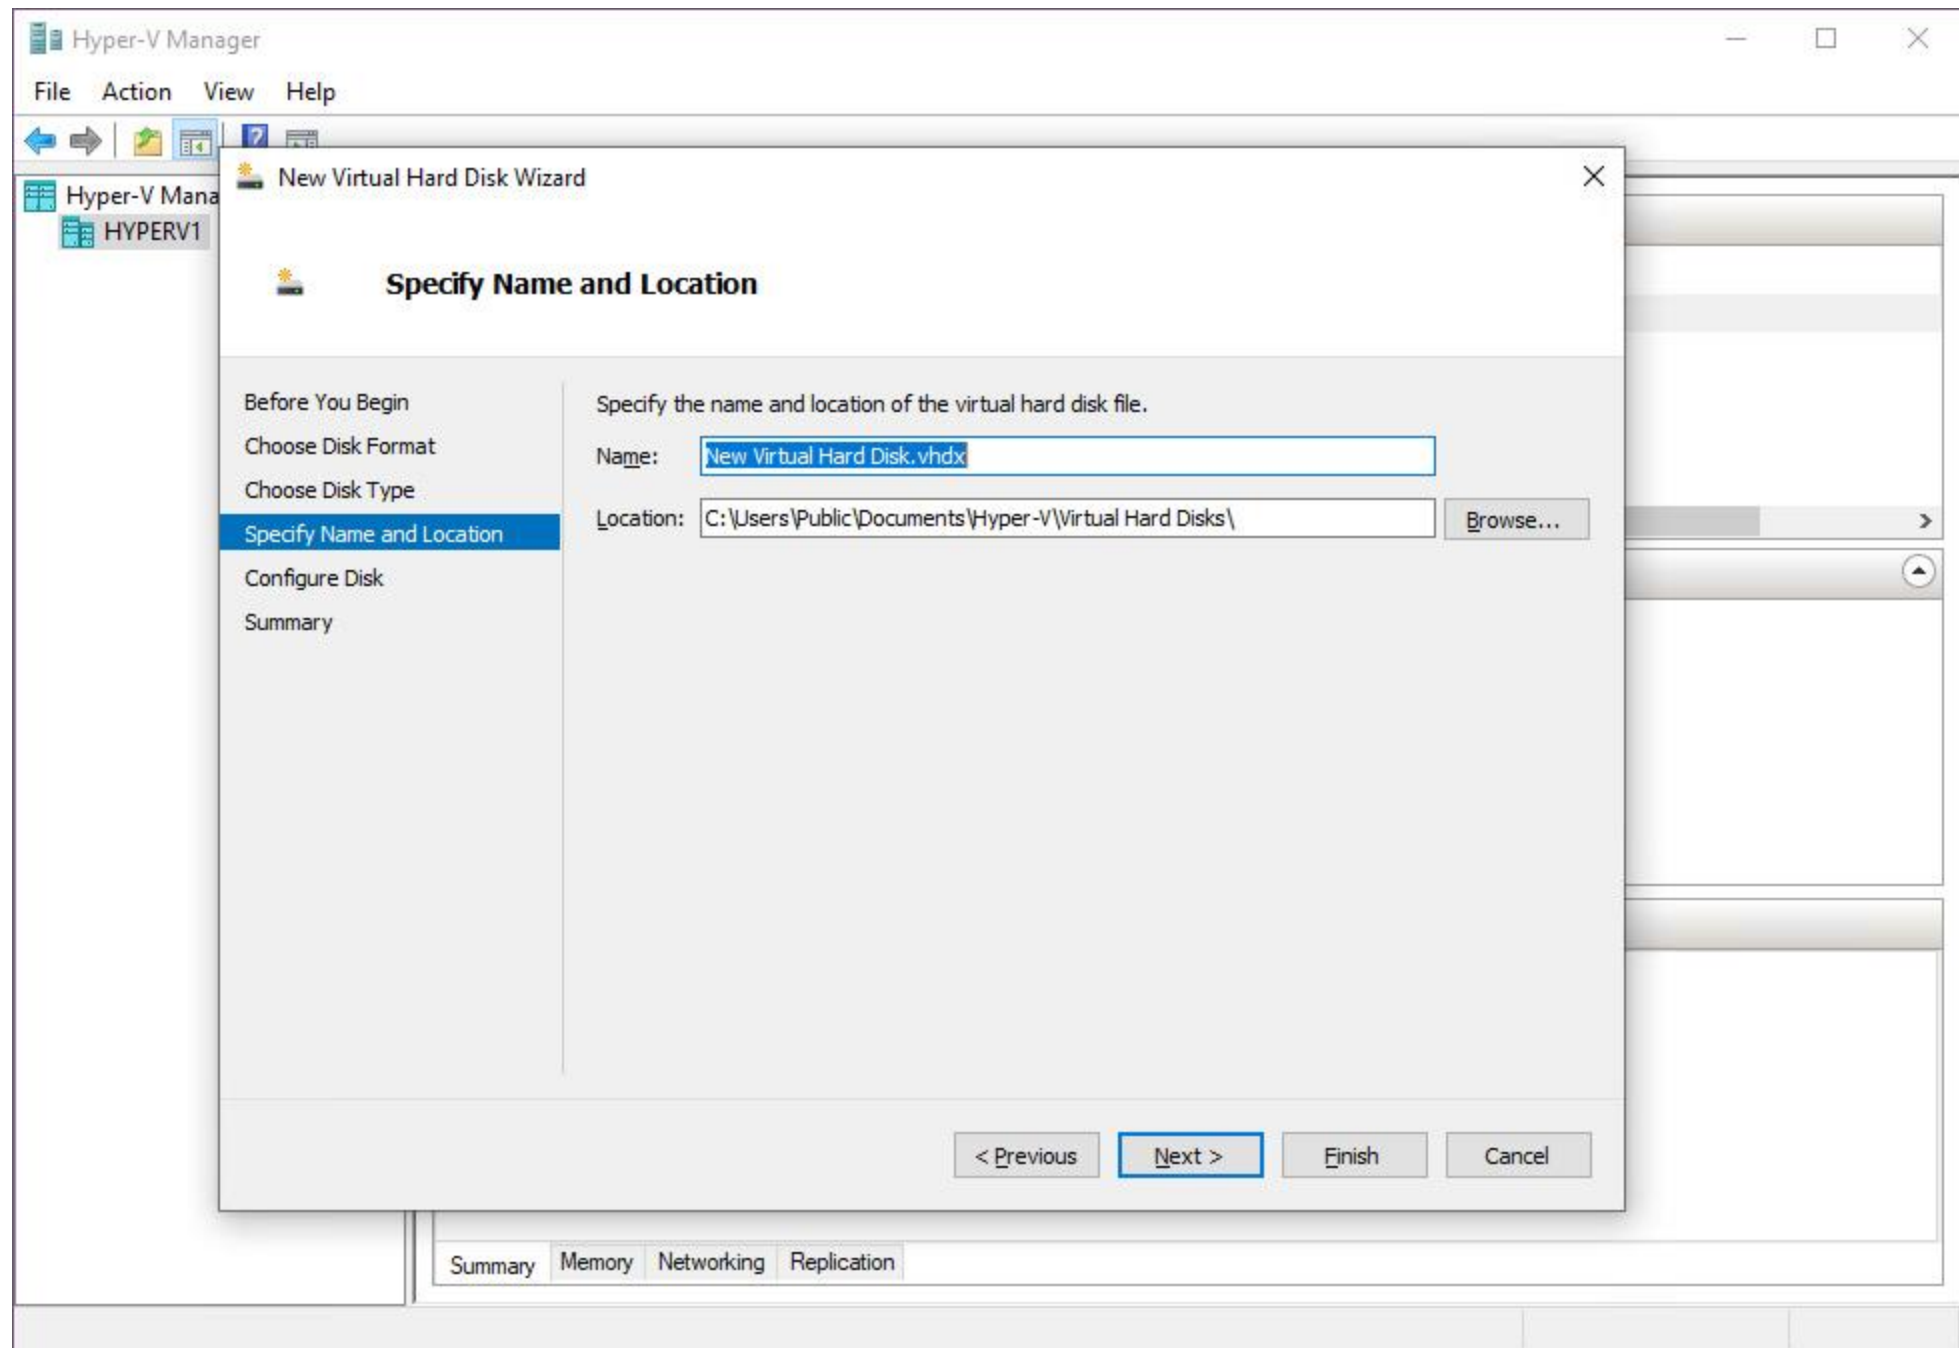 Hyper-V Manager
File Action View Help
Hyper-V Mana
HYPERV1
New Virtual Hard Disk Wizard
Specify Name and Location
Before You Begin
Choose Disk Format
Choose Disk Type
Specify Name and Location
Configure Disk
Summary
Specify the name and location of the virtual hard disk file.
Name: New Virtual Hard Disk.vhdx
Location: C:\Users\Public\Documents\Hyper-V\Virtual Hard Disks\ Browse...
< Previous Next > Finish Cancel
Summary Memory Networking Replication